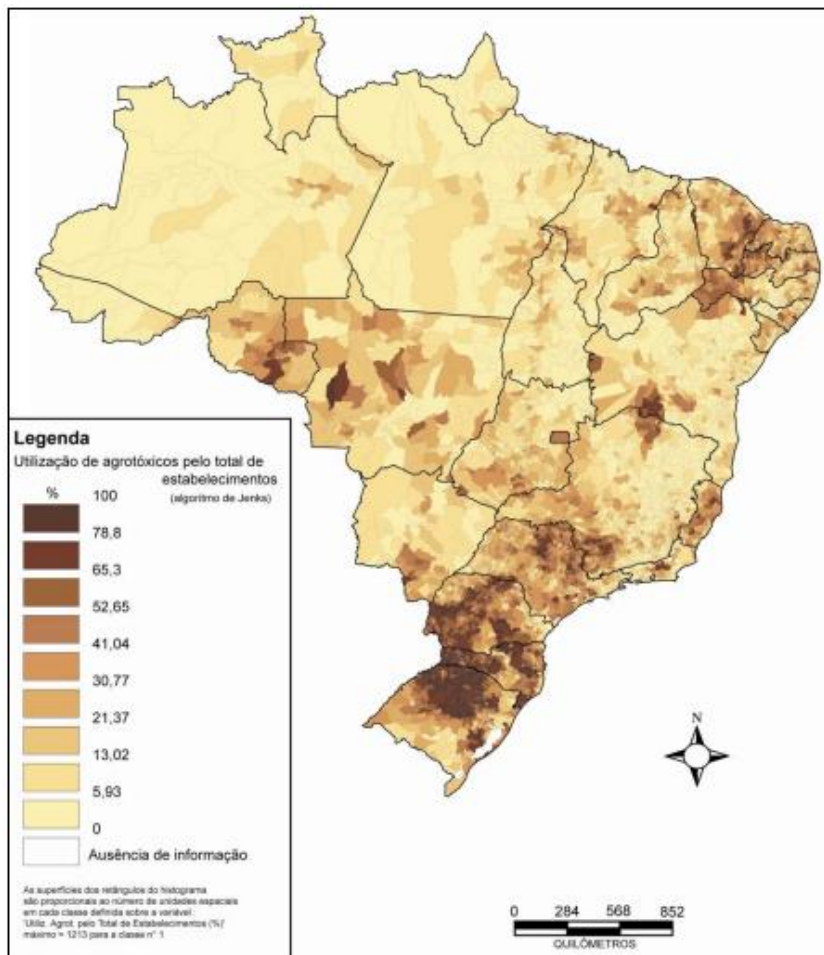 Legenda
Utilização de agrotóxicos pelo total de
estabelecimentos
(algoritmo de Jenks)
% 100
78,8
65,3
52,65
41,04
30,77
21,37
13,02
5,93
0
Ausência de informação
As superfícies dos retângulos do histograma
são proporcionais ao número de unidades espaciais
em cada classe definida sobre a variável:
'Utiliz. Agrot. pelo Total de Estabelecimentos (%)'
máximo = 1213 para a classe n° 1
N
0 284 568 852
QUILÔMETROS